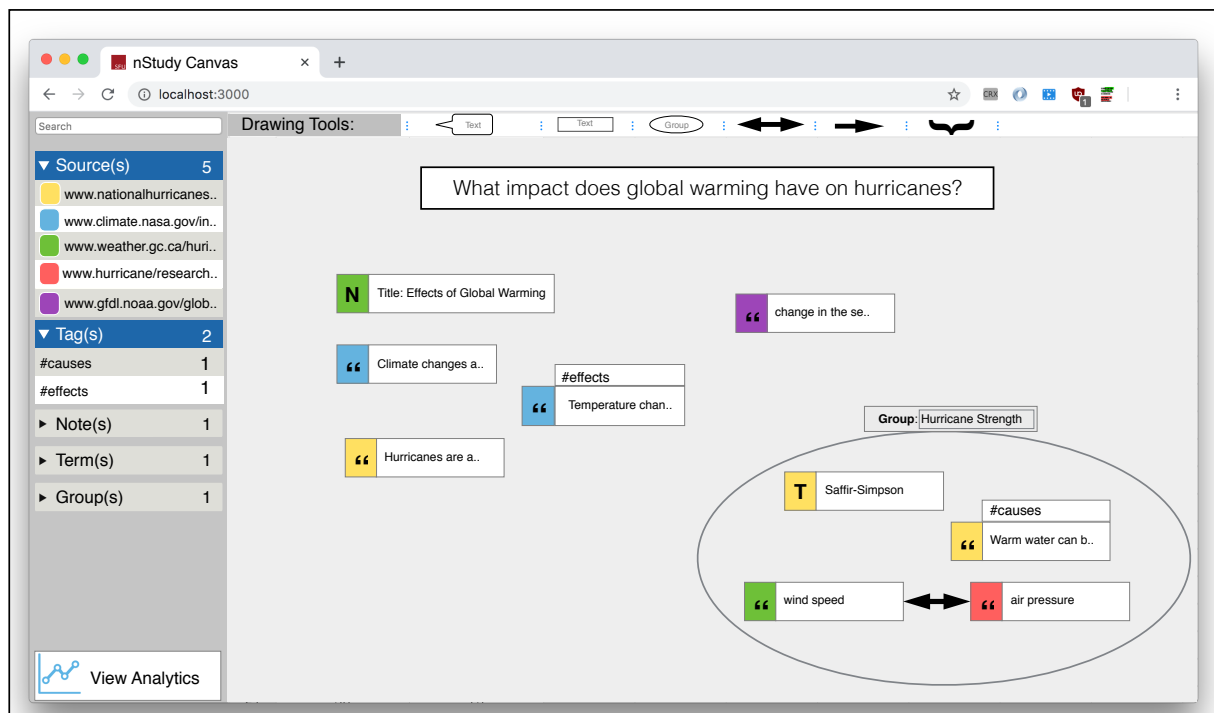 nStudy Canvas
localhost:3000
CRX
1
Search
Drawing Tools:
Text
Text
Group
Source(s) 5
www.nationalhurricanes..
www.climate.nasa.gov/in..
www.weather.gc.ca/huri..
www.hurricane/research..
www.gfdl.noaa.gov/glob..
Tag(s) 2
#causes 1
#effects 1
Note(s) 1
Term(s) 1
Group(s) 1
View Analytics
What impact does global warming have on hurricanes?
N Title: Effects of Global Warming
“ change in the se..
“ Climate changes a..
#effects
“ Temperature chan..
“ Hurricanes are a..
Group: Hurricane Strength
T Saffir-Simpson
#causes
“ Warm water can b..
“ wind speed
“ air pressure